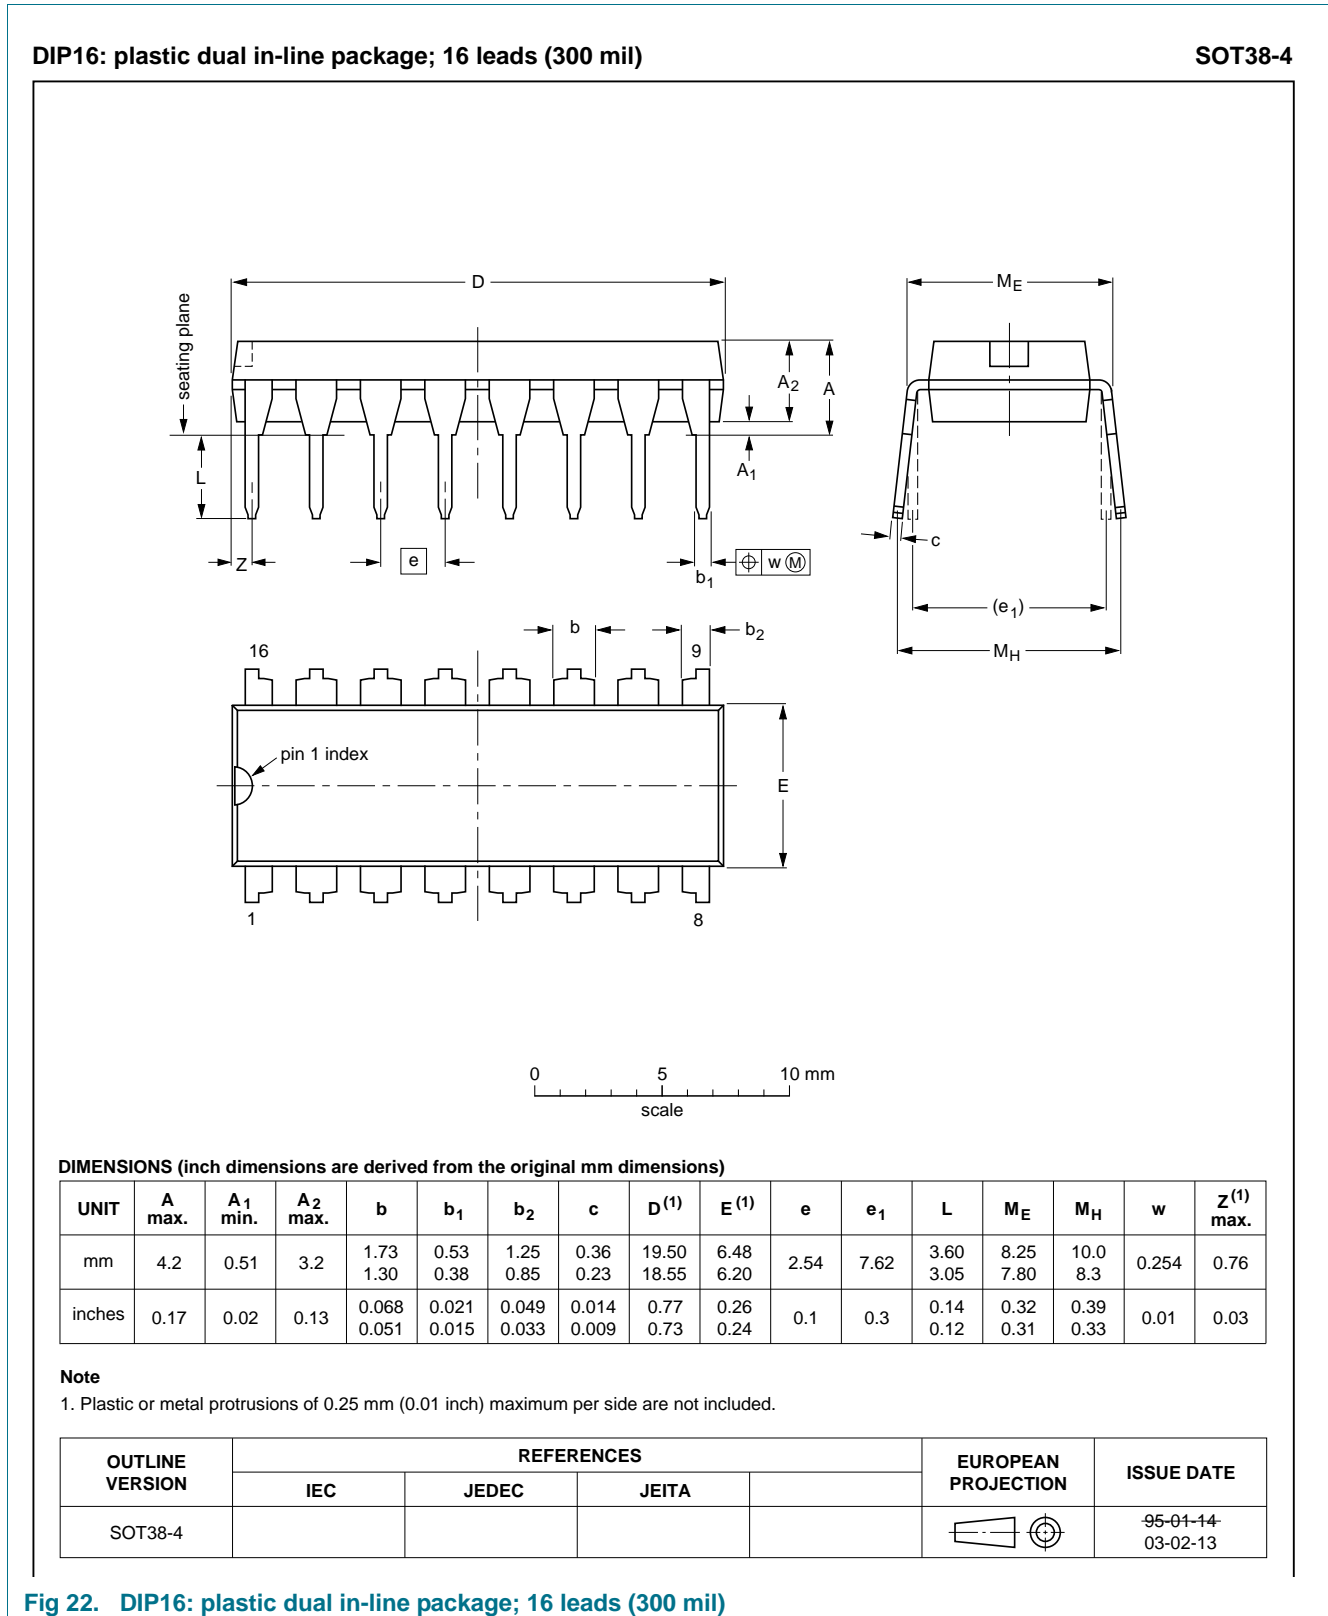 DIP16: plastic dual in-line package; 16 leads (300 mil) SOT38-4
D
ME
seating plane
A2
A
A1
L
Z
e
b1
w M
c
(e1)
MH
b
b2
16
9
pin 1 index
E
1
8
0 5 10 mm
scale
DIMENSIONS (inch dimensions are derived from the original mm dimensions)
UNIT A max. A1 min. A2 max. b b1 b2 c D(1) E(1) e e1 L ME MH w Z(1) max.
mm 4.2 0.51 3.2 1.73 1.30 0.53 0.38 1.25 0.85 0.36 0.23 19.50 18.55 6.48 6.20 2.54 7.62 3.60 3.05 8.25 7.80 10.0 8.3 0.254 0.76
inches 0.17 0.02 0.13 0.068 0.051 0.021 0.015 0.049 0.033 0.014 0.009 0.77 0.73 0.26 0.24 0.1 0.3 0.14 0.12 0.32 0.31 0.39 0.33 0.01 0.03
Note
1. Plastic or metal protrusions of 0.25 mm (0.01 inch) maximum per side are not included.
OUTLINE VERSION REFERENCES EUROPEAN PROJECTION ISSUE DATE
IEC JEDEC JEITA
SOT38-4 95-01-14
03-02-13
Fig 22. DIP16: plastic dual in-line package; 16 leads (300 mil)